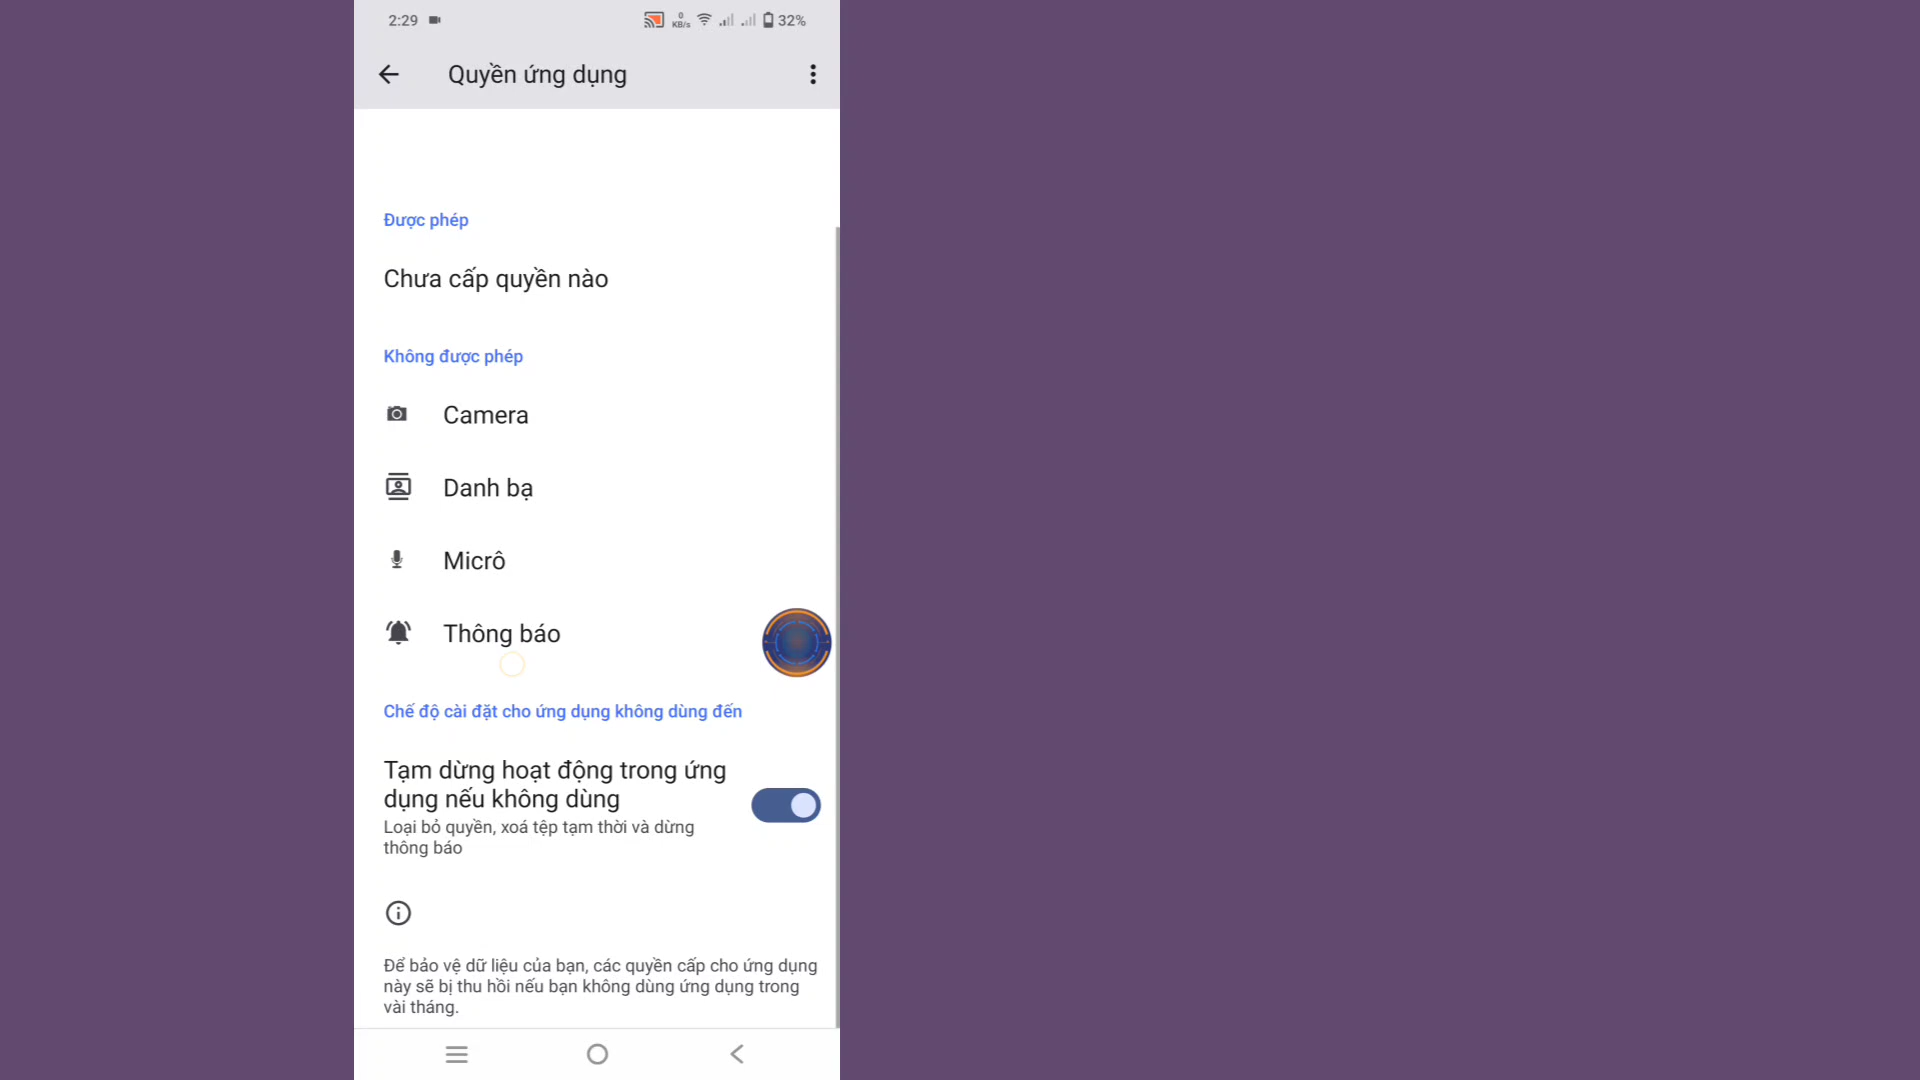 2:29
0
KB/s
32%
Quyền ứng dụng
Được phép
Chưa cấp quyền nào
Không được phép
Camera
Danh bạ
Micrô
Thông báo
Chế độ cài đặt cho ứng dụng không dùng đến
Tạm dừng hoạt động trong ứng
dụng nếu không dùng
Loại bỏ quyền, xoá tệp tạm thời và dừng
thông báo
Để bảo vệ dữ liệu của bạn, các quyền cấp cho ứng dụng
này sẽ bị thu hồi nếu bạn không dùng ứng dụng trong
vài tháng.